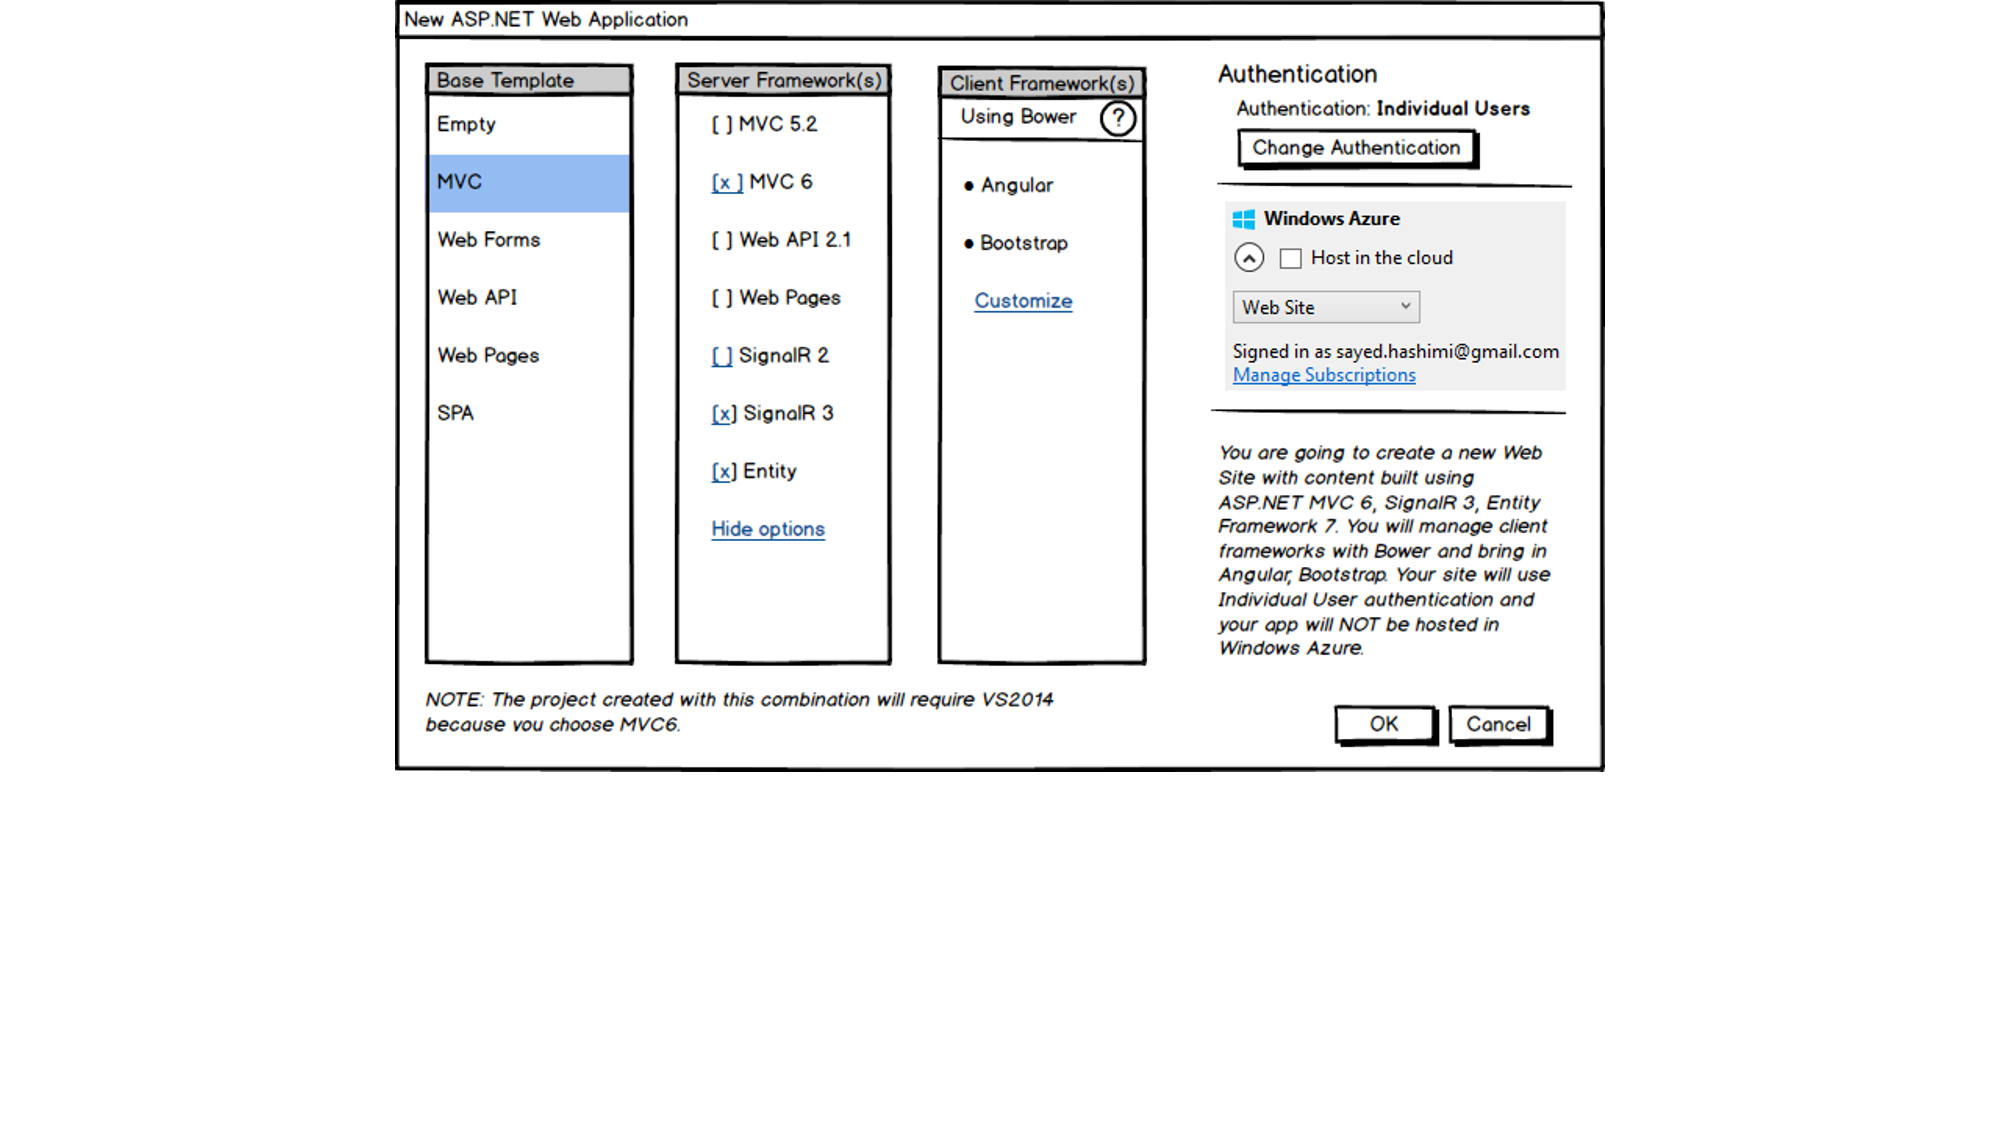 New ASP.NET Web Application
Base Template
Empty
MVC
Web Forms
Web API
Web Pages
SPA
Server Framework(s)
[ ] MVC 5.2
[x ] MVC 6
[ ] Web API 2.1
[ ] Web Pages
[ ] SignalR 2
[x] SignalR 3
[x] Entity
Hide options
Client Framework(s)
Using Bower ?
• Angular
• Bootstrap
Customize
Authentication
Authentication: Individual Users
Change Authentication
Windows Azure
Host in the cloud
Web Site
Signed in as sayed.hashimi@gmail.com
Manage Subscriptions
You are going to create a new Web
Site with content built using
ASP.NET MVC 6, SignalR 3, Entity
Framework 7. You will manage client
frameworks with Bower and bring in
Angular, Bootstrap. Your site will use
Individual User authentication and
your app will NOT be hosted in
Windows Azure.
NOTE: The project created with this combination will require VS2014
because you choose MVC6.
OK
Cancel